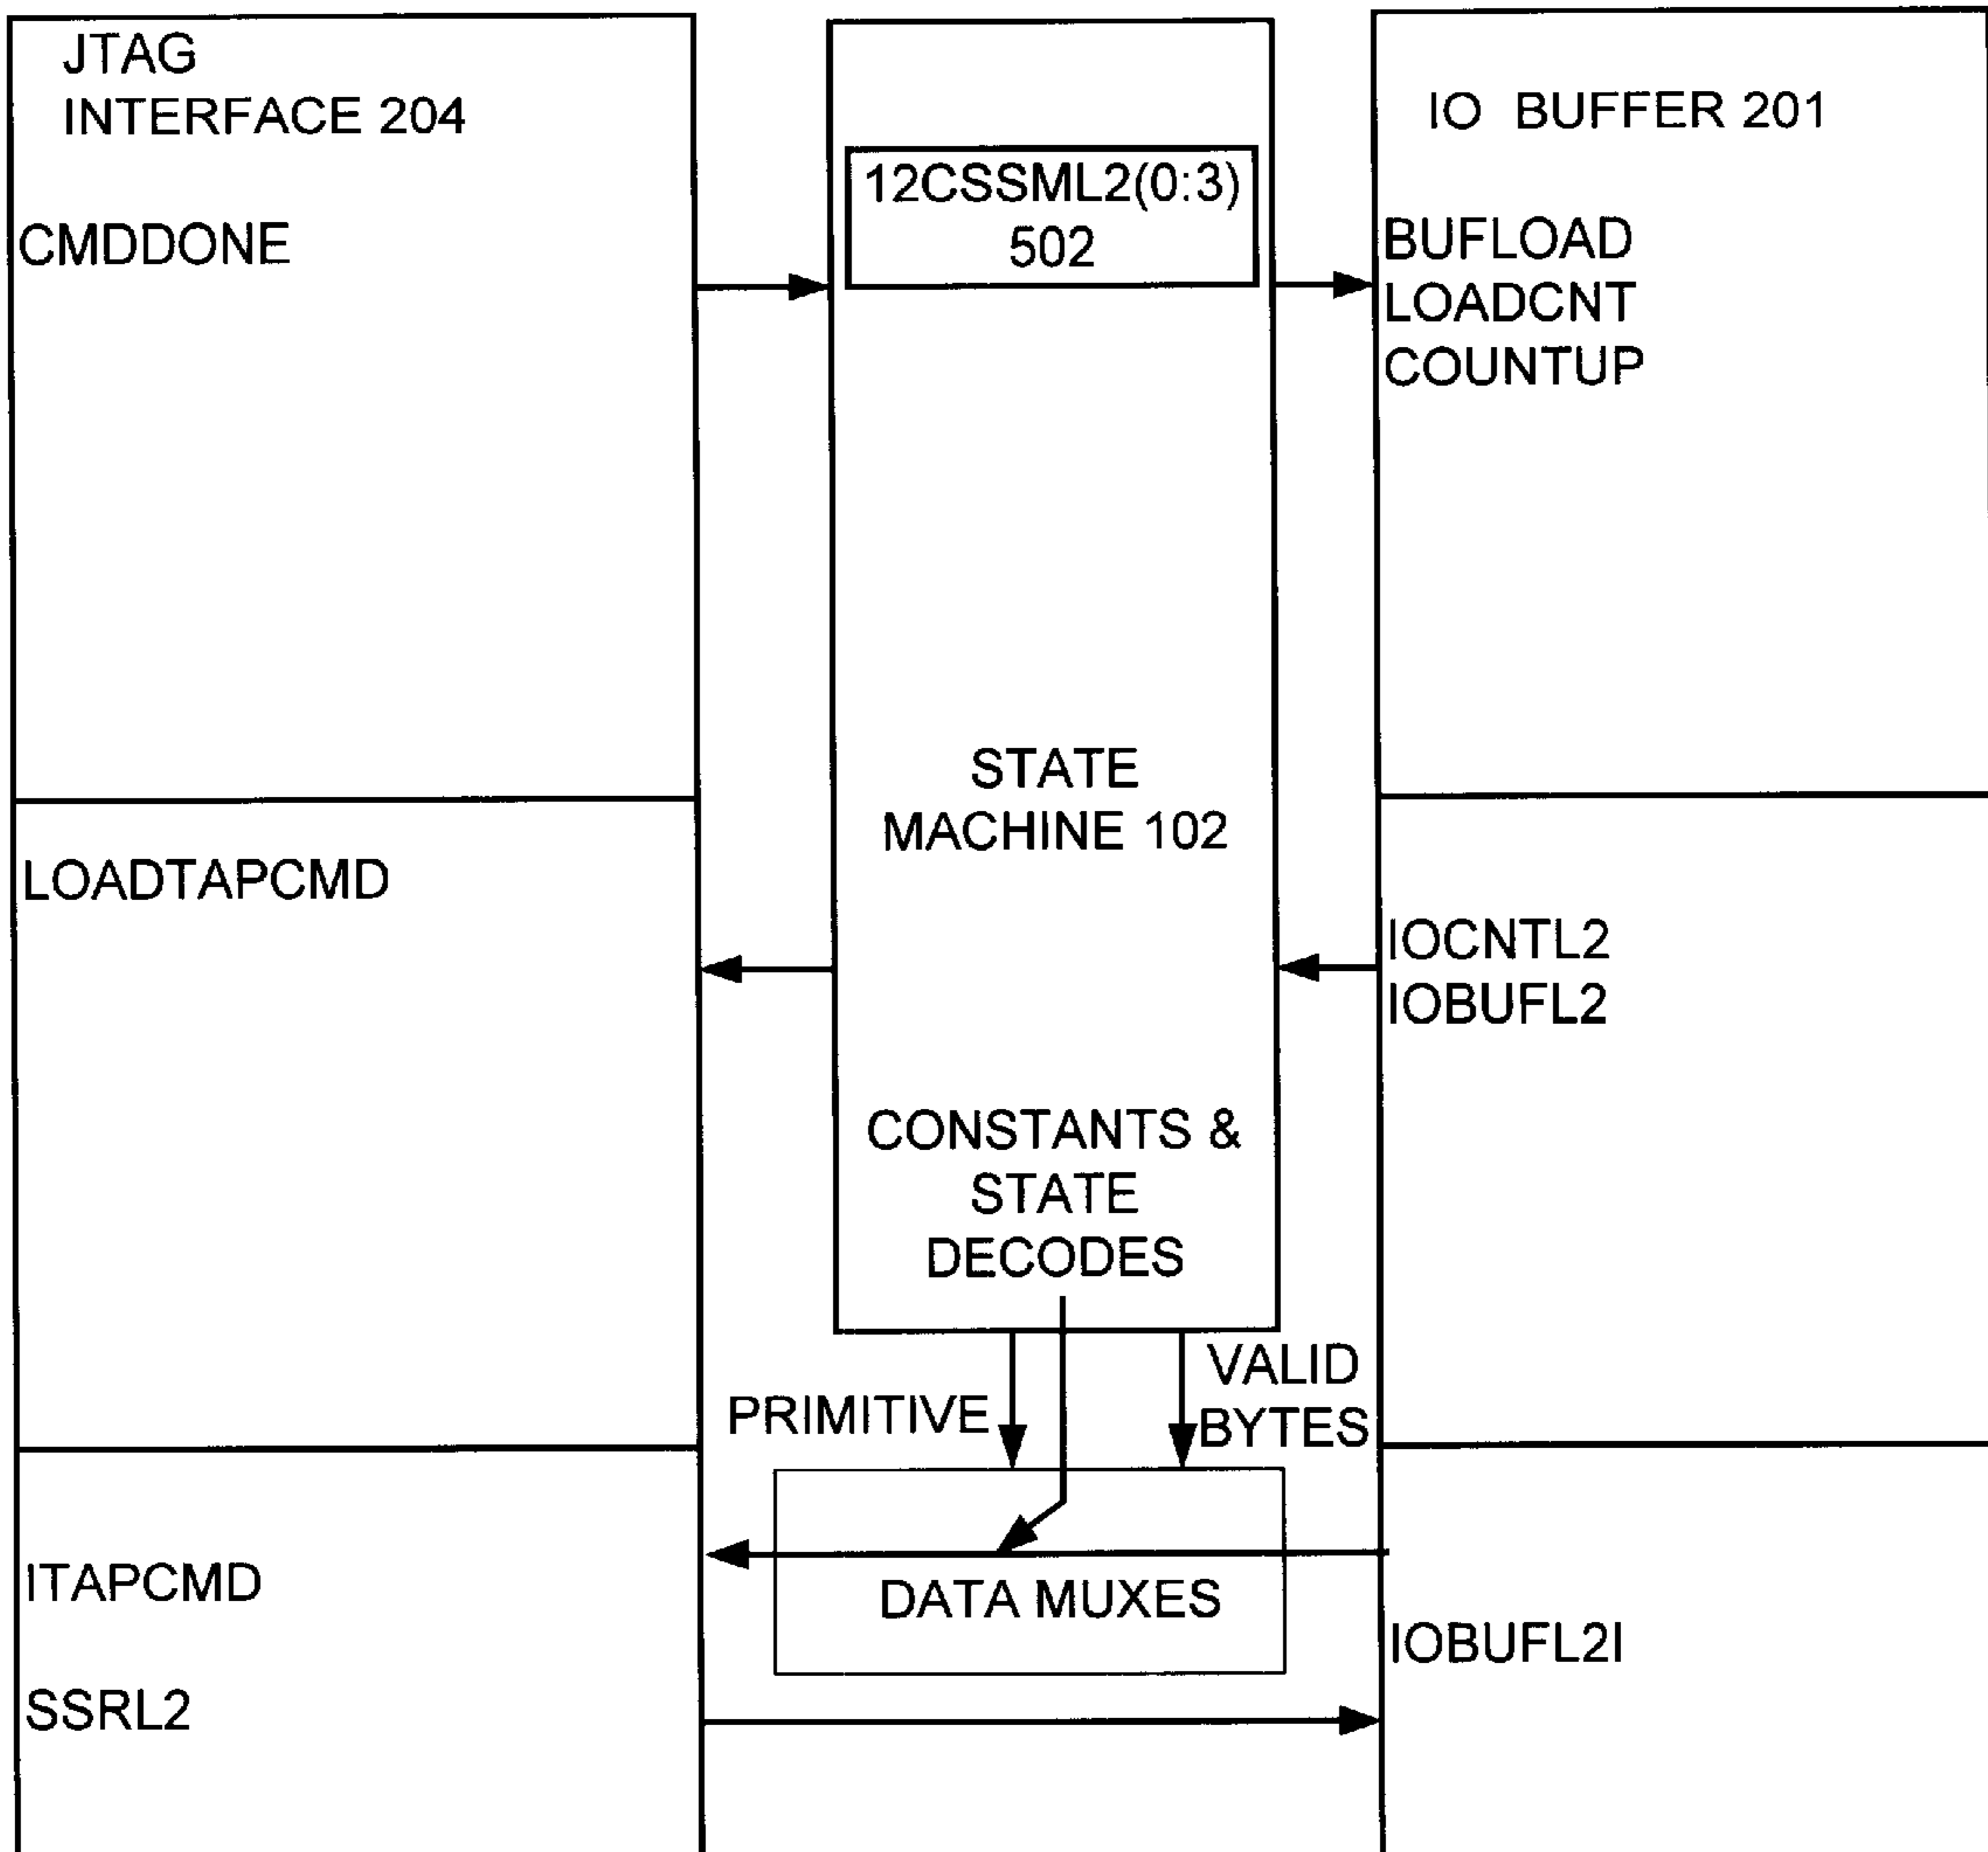 JTAG
INTERFACE 204
CMDDONE
12CSSML2(0:3)
502
IO BUFFER 201
BUFLOAD
LOADCNT
COUNTUP
STATE
MACHINE 102
LOADTAPCMD
IOCNTL2
IOBUFL2
CONSTANTS &
STATE
DECODES
PRIMITIVE
VALID
BYTES
DATA MUXES
ITAPCMD
SSRL2
IOBUFL2I